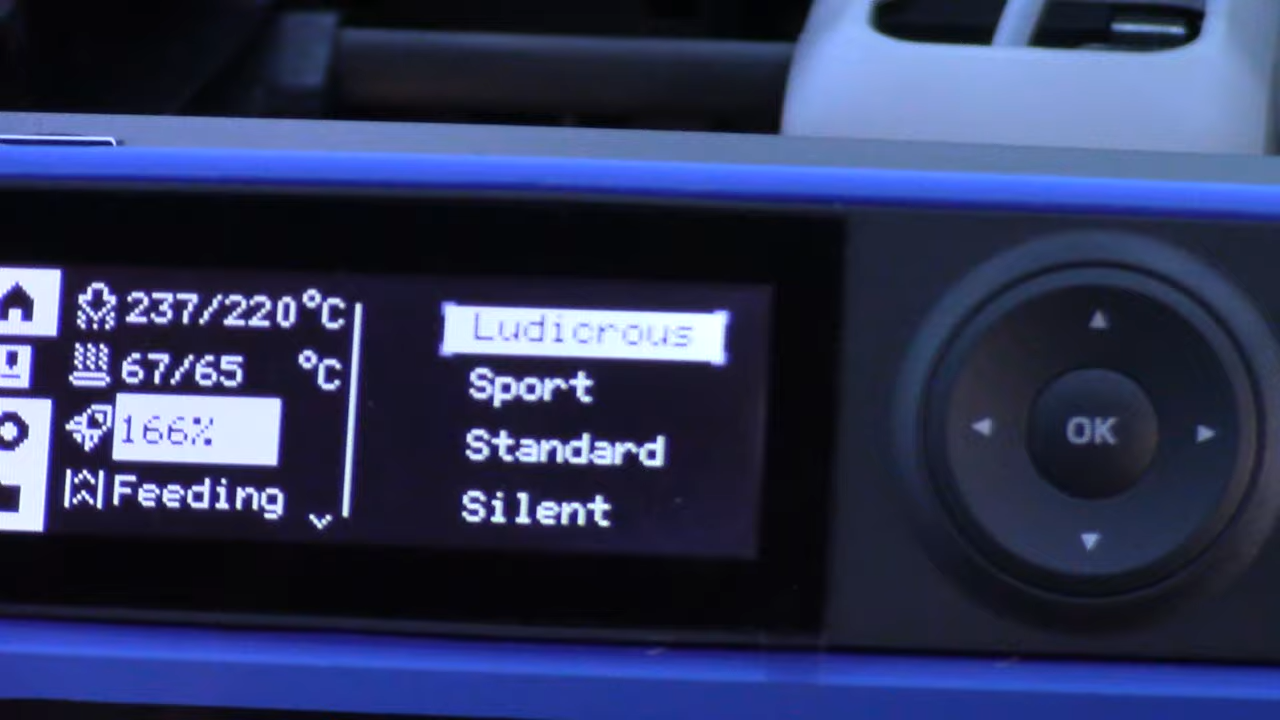 237/220°C
67/65 °C
166%
Feeding
Ludicrous
Sport
Standard
Silent
OK